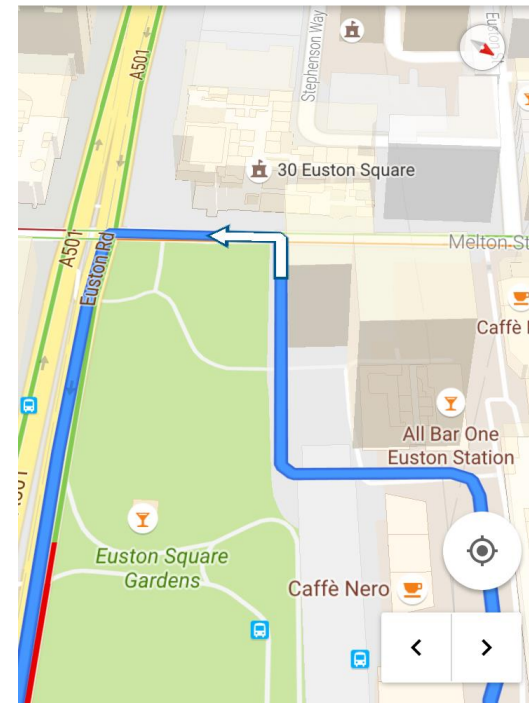 A501
Stephenson Way
30 Euston Square
Melton St
A501
Euston Rd
Caffè
All Bar One
Euston Station
Euston Square
Gardens
Caffè Nero